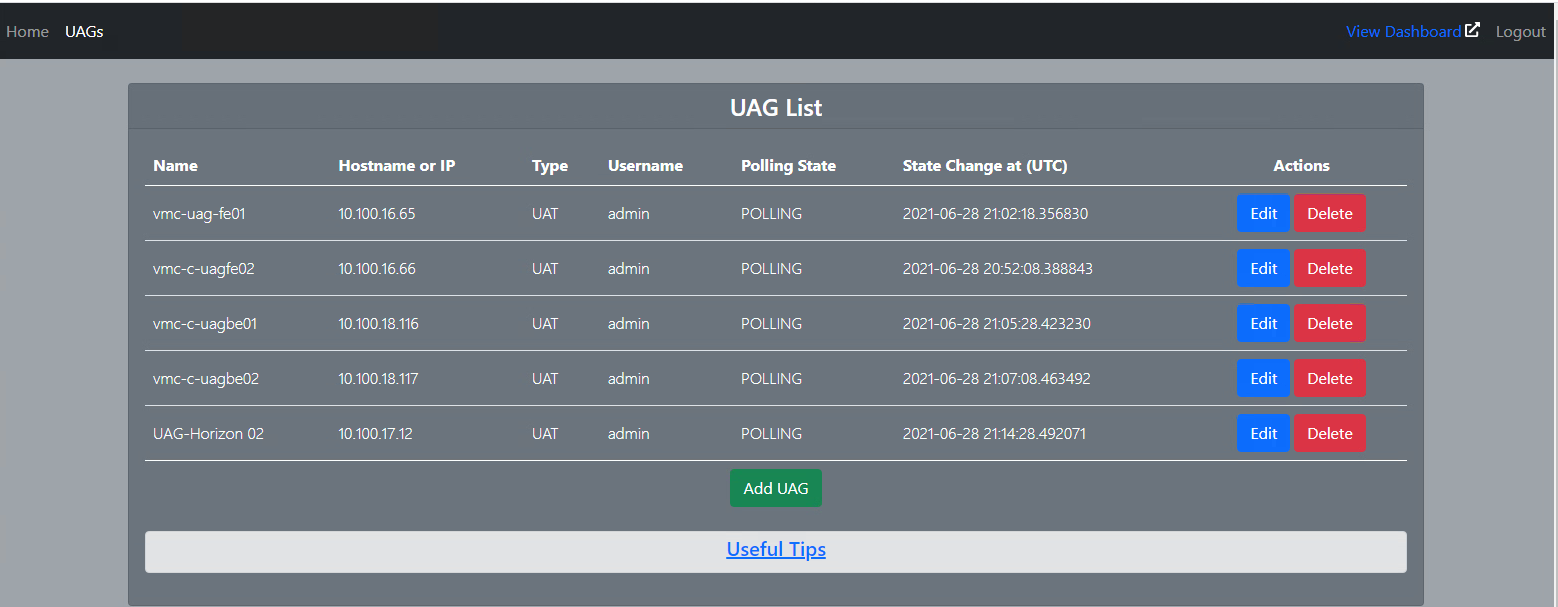 Home UAGs View Dashboard Logout
UAG List
Name Hostname or IP Type Username Polling State State Change at (UTC) Actions
vmc-uag-fe01 10.100.16.65 UAT admin POLLING 2021-06-28 21:02:18.356830 Edit Delete
vmc-c-uagfe02 10.100.16.66 UAT admin POLLING 2021-06-28 20:52:08.388843 Edit Delete
vmc-c-uagbe01 10.100.18.116 UAT admin POLLING 2021-06-28 21:05:28.423230 Edit Delete
vmc-c-uagbe02 10.100.18.117 UAT admin POLLING 2021-06-28 21:07:08.463492 Edit Delete
UAG-Horizon 02 10.100.17.12 UAT admin POLLING 2021-06-28 21:14:28.492071 Edit Delete
Add UAG
Useful Tips